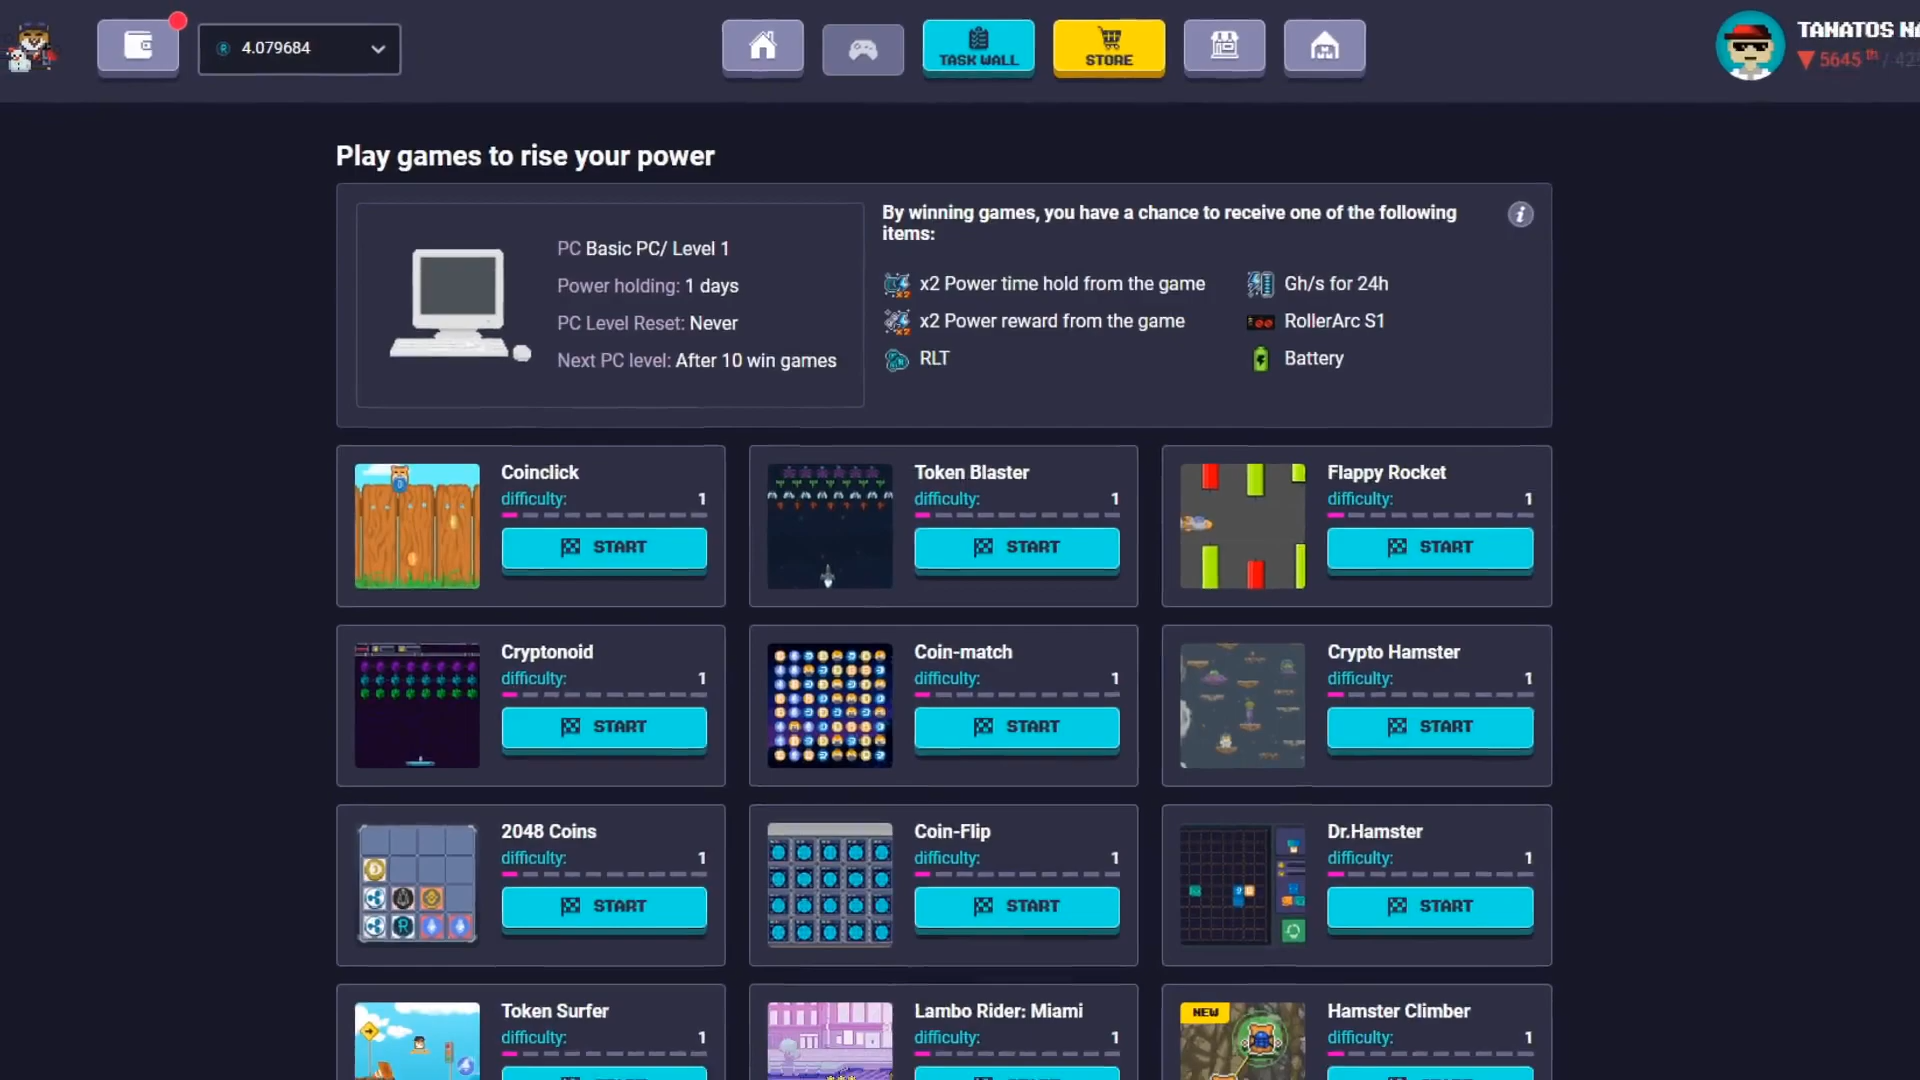 4.079684
TASK WALL
STORE
TANATOS
5645 th /
Play games to rise your power
PC Basic PC/ Level 1
Power holding: 1 days
PC Level Reset: Never
Next PC level: After 10 win games
By winning games, you have a chance to receive one of the following
items:
x2 Power time hold from the game
Gh/s for 24h
x2 Power reward from the game
RollerArc S1
RLT
Battery
Coinclick
difficulty: 1
START
Token Blaster
difficulty: 1
START
Flappy Rocket
difficulty: 1
START
Cryptonoid
difficulty: 1
START
Coin-match
difficulty: 1
START
Crypto Hamster
difficulty: 1
START
2048 Coins
difficulty: 1
START
Coin-Flip
difficulty: 1
START
Dr.Hamster
difficulty: 1
START
Token Surfer
difficulty: 1
Lambo Rider: Miami
difficulty: 1
NEW
Hamster Climber
difficulty: 1